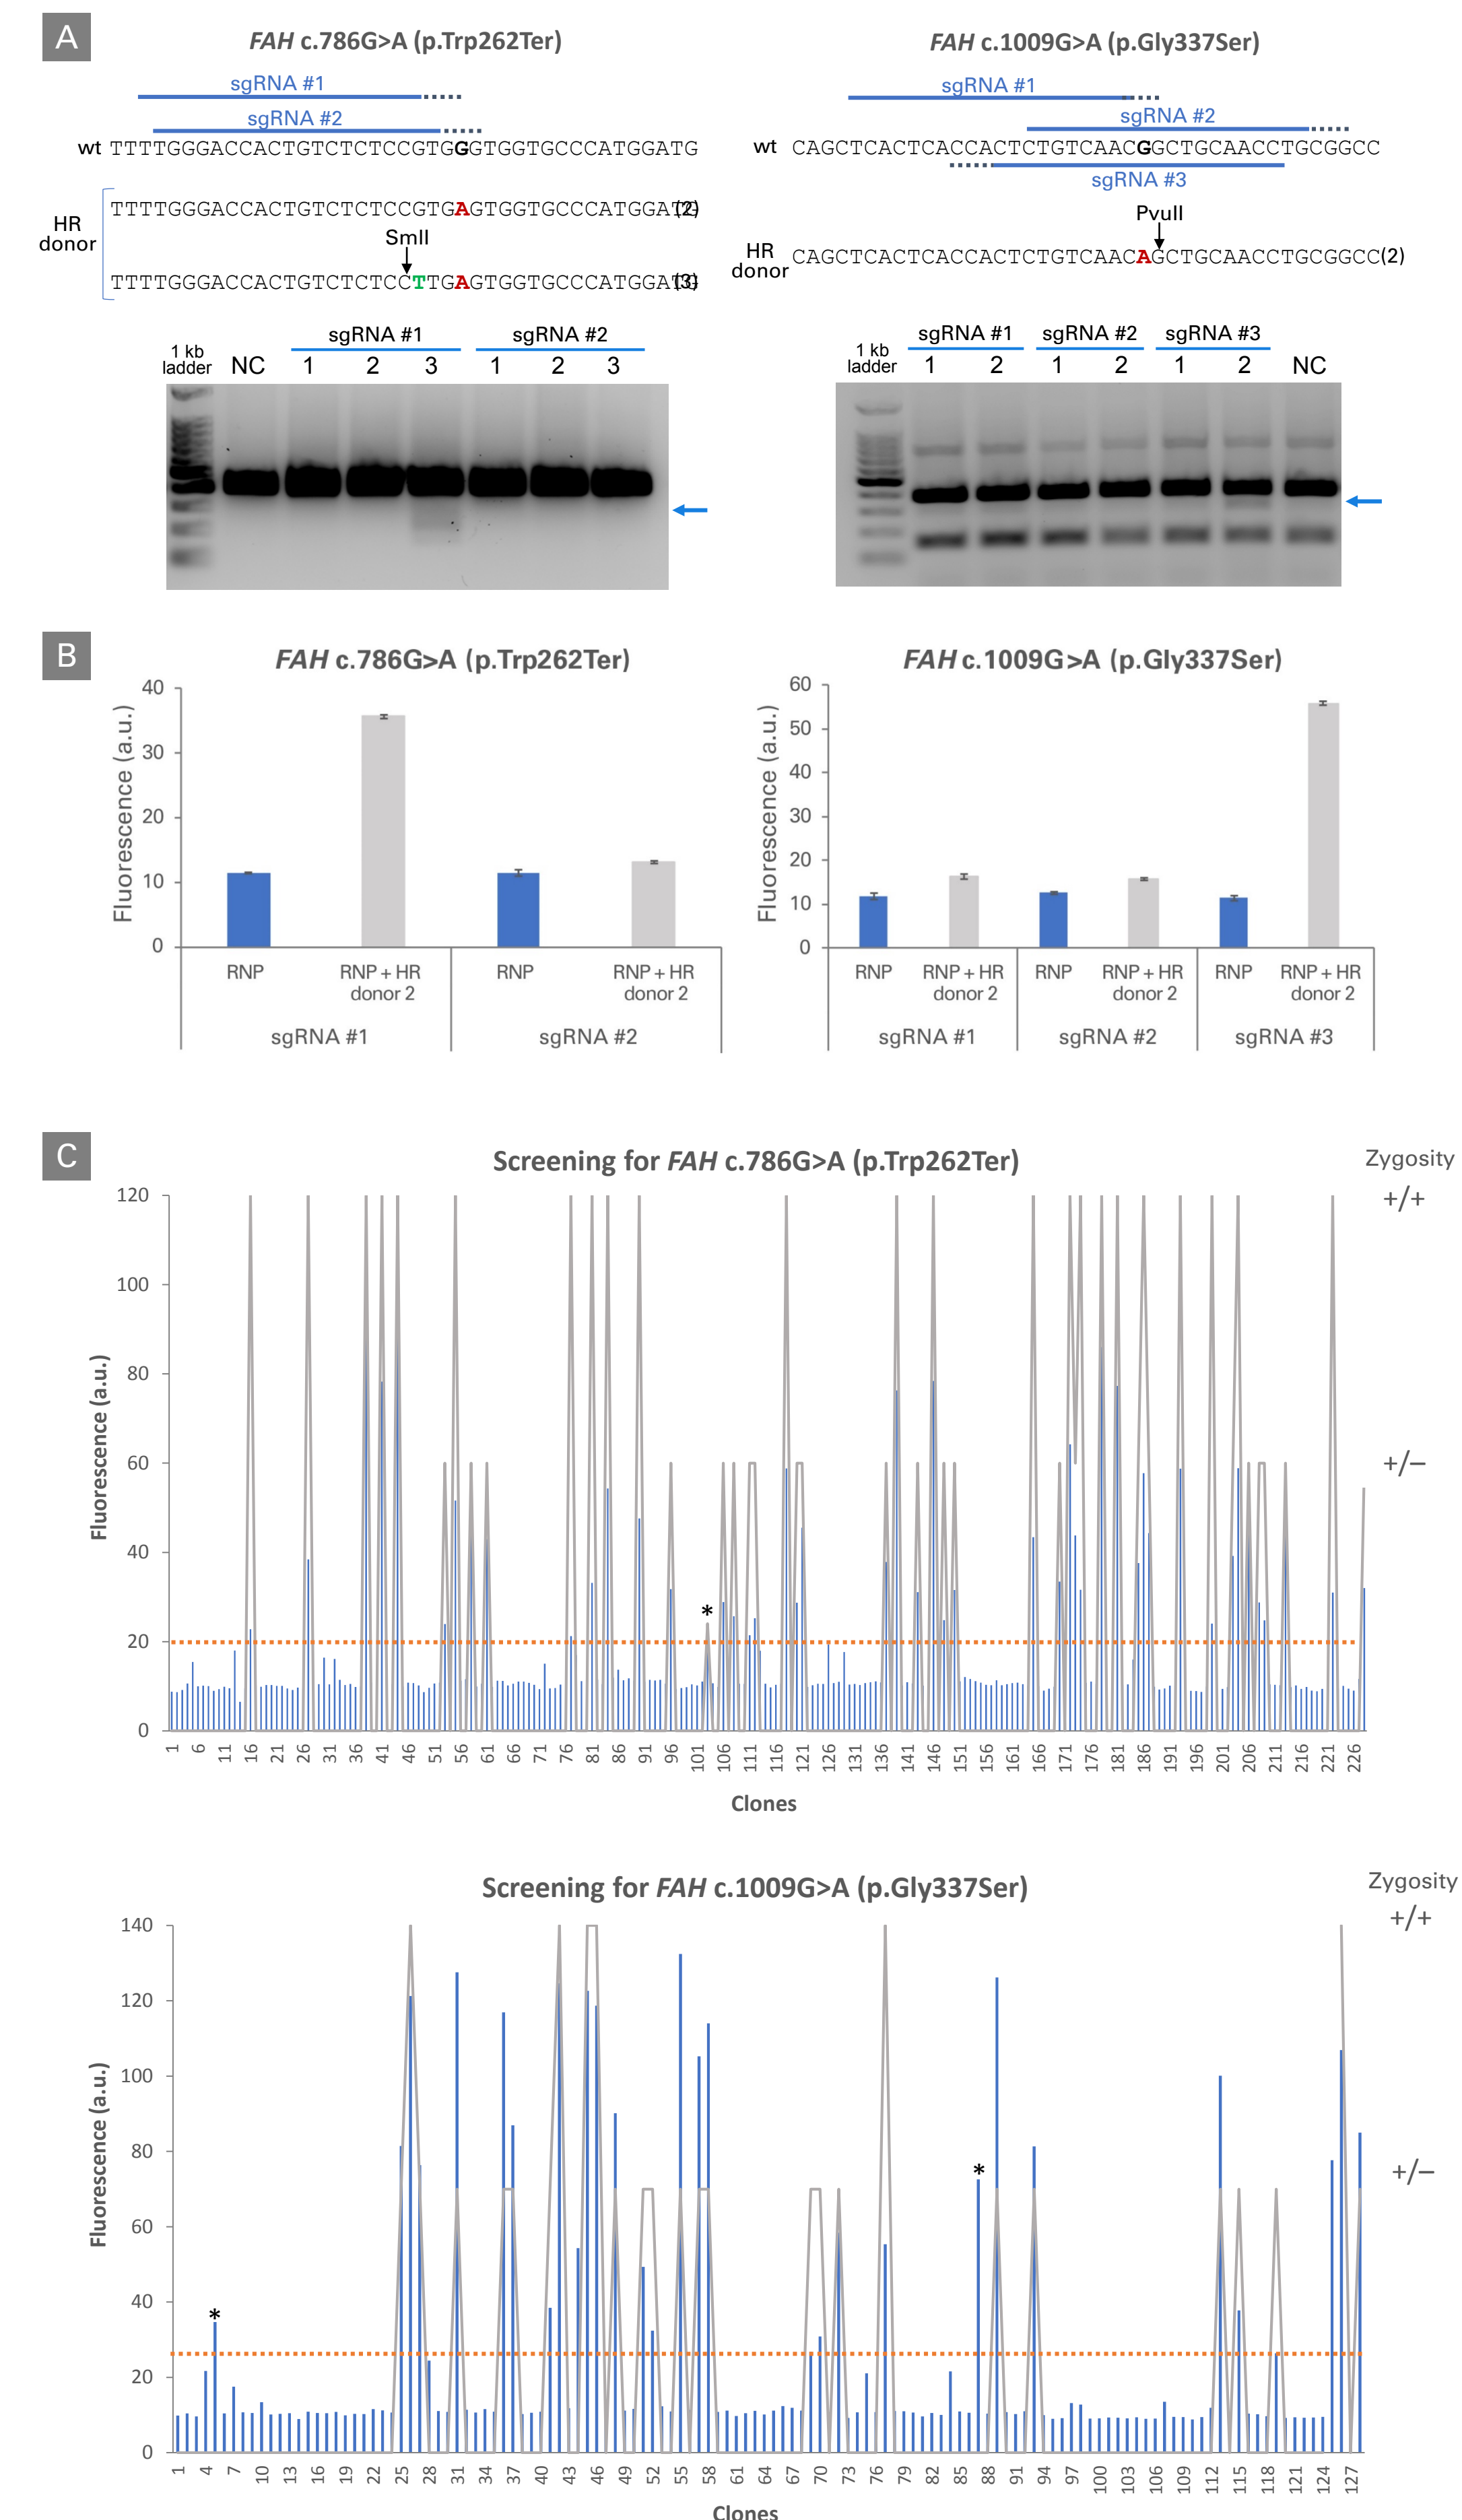 A
FAH c.786G>A (p.Trp262Ter)
FAH c.1009G>A (p.Gly337Ser)
sgRNA #1
sgRNA #2
wt TTTTGGGACCACTGTCTCTCCGTGGGTGGTGCCCATGGATG
HR donor
TTTTGGGACCACTGTCTCTCCGTGAGTGGTGCCCATGGATG (2)
SmlI
TTTTGGGACCACTGTCTCTCCTTGAGTGGTGCCCATGGATG (3)
sgRNA #1
sgRNA #2
wt CAGCTCACTCACCACTCTGTCAACGGCTGCAACCTGCGGCC
sgRNA #3
PvuII
HR donor CAGCTCACTCACCACTCTGTCAACAGCTGCAACCTGCGGCC(2)
sgRNA #1 sgRNA #2
1 kb ladder NC 1 2 3 1 2 3
sgRNA #1 sgRNA #2 sgRNA #3
1 kb ladder 1 2 1 2 1 2 NC
B
FAH c.786G>A (p.Trp262Ter)
Fluorescence (a.u.)
40
30
20
10
0
RNP RNP + HR donor 2 RNP RNP + HR donor 2
sgRNA #1 sgRNA #2
FAH c.1009G>A (p.Gly337Ser)
Fluorescence (a.u.)
60
50
40
30
20
10
0
RNP RNP + HR donor 2 RNP RNP + HR donor 2 RNP RNP + HR donor 2
sgRNA #1 sgRNA #2 sgRNA #3
C
Screening for FAH c.786G>A (p.Trp262Ter)
Zygosity
+/+
+/–
Fluorescence (a.u.)
120
100
80
60
40
20
0
*
1 6 11 16 21 26 31 36 41 46 51 56 61 66 71 76 81 86 91 96 101 106 111 116 121 126 131 136 141 146 151 156 161 166 171 176 181 186 191 196 201 206 211 216 221 226
Clones
Screening for FAH c.1009G>A (p.Gly337Ser)
Zygosity
+/+
+/–
Fluorescence (a.u.)
140
120
100
80
60
40
20
0
*
*
1 4 7 10 13 16 19 22 25 28 31 34 37 40 43 46 49 52 55 58 61 64 67 70 73 76 79 82 85 88 91 94 97 100 103 106 109 112 115 118 121 124 127
Clones